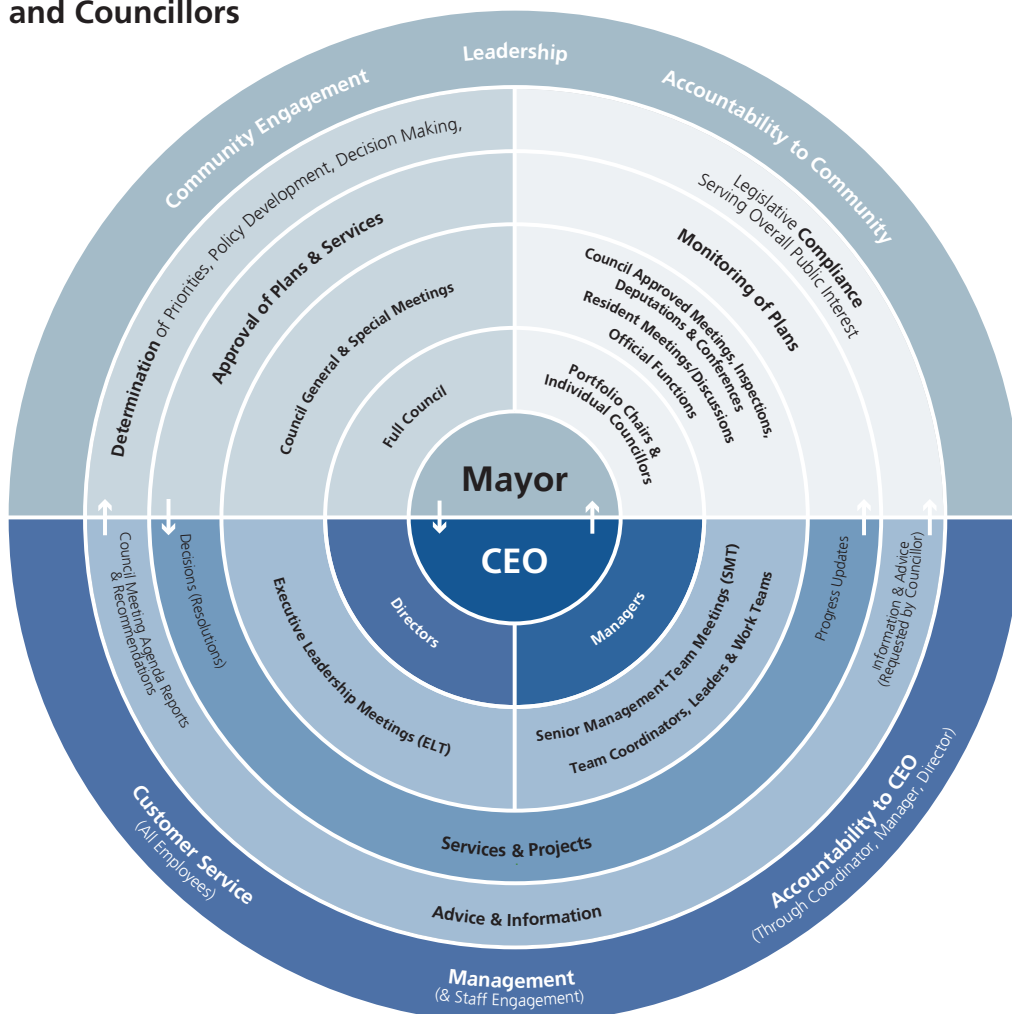 and Councillors
Leadership
Community Engagement
Accountability to Community
Determination of Priorities, Policy Development, Decision Making,
Legislative Compliance
Serving Overall Public Interest
Approval of Plans & Services
Monitoring of Plans
Council General & Special Meetings
Council Approved Meetings, Inspections,
Deputations & Conferences
Resident Meetings/Discussions
Official Functions
Full Council
Portfolio Chairs &
Individual Councillors
Mayor
CEO
Directors
Managers
Executive Leadership Meetings (ELT)
Senior Management Team Meetings (SMT)
Team Coordinators, Leaders & Work Teams
Decisions (Resolutions)
Progress Updates
Council Meeting Agenda Reports
& Recommendations
Information & Advice
(Requested by Councillor)
Services & Projects
Advice & Information
Customer Service
(All Employees)
Management
(& Staff Engagement)
Accountability to CEO
(Through Coordinator, Manager, Director)